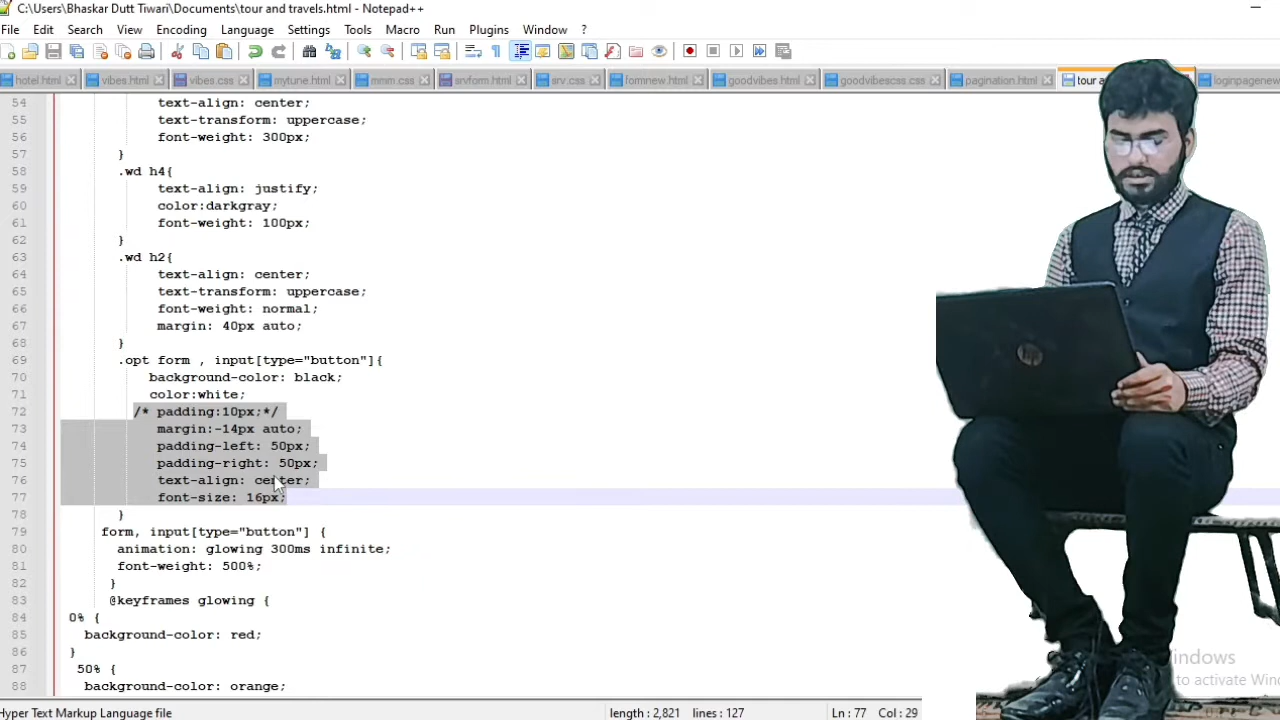 C:\Users\Bhaskar Dutt Tiwari\Documents\tour and travels.html - Notepad++
File Edit Search View Encoding Language Settings Tools Macro Run Plugins Window ?
hotel.html vibes.html vibes.css mytune.html mmm.css srvform.html srv.css formnew.html goodvibes.html goodvibescss.css pagination.html tour loginpagenew
54 text-align: center;
55 text-transform: uppercase;
56 font-weight: 300px;
57 }
58 .wd h4{
59 text-align: justify;
60 color:darkgray;
61 font-weight: 100px;
62 }
63 .wd h2{
64 text-align: center;
65 text-transform: uppercase;
66 font-weight: normal;
67 margin: 40px auto;
68 }
69 .opt form , input[type="button"]{
70 background-color: black;
71 color:white;
72 /* padding:10px;*/
73 margin:-14px auto;
74 padding-left: 50px;
75 padding-right: 50px;
76 text-align: center;
77 font-size: 16px;
78 }
79 form, input[type="button"] {
80 animation: glowing 300ms infinite;
81 font-weight: 500%;
82 }
83 @keyframes glowing {
84 0% {
85 background-color: red;
86 }
87 50% {
88 background-color: orange;
indows
to activate Win
Hyper Text Markup Language file length : 2,821 lines : 127 Ln : 77 Col : 29
hp